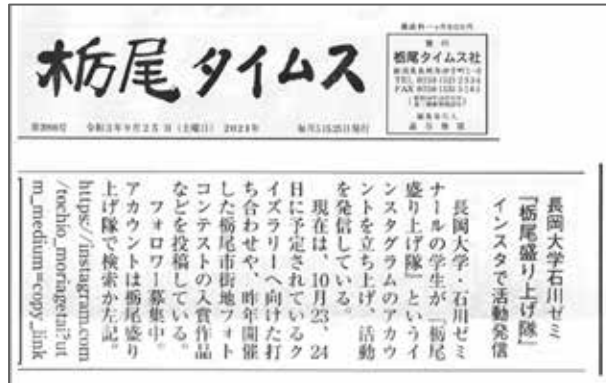 栃尾タイムス
発行
栃尾タイムス社
令和3年9月25日(土曜日) 2021年 毎月5 15 25日発行
長岡大学石川ゼミ
『栃尾盛り上げ隊』
インスタで活動発信
長岡大学・石川ゼミ
ナールの学生が『栃尾
盛り上げ隊』というイ
ンスタグラムのアカウ
ントを立ち上げ、活動
を発信している。
現在は、10月23、24
日に予定されているク
イズラリーへ向けた打
ち合わせや、昨年開催
した栃尾市街地フォト
コンテストの入賞作品
などを投稿している。
フォロワー募集中。
アカウントは栃尾盛り
上げ隊で検索か左記。
https://instagram.com
/tochio_moriagetai?ut
m_medium=copy_link